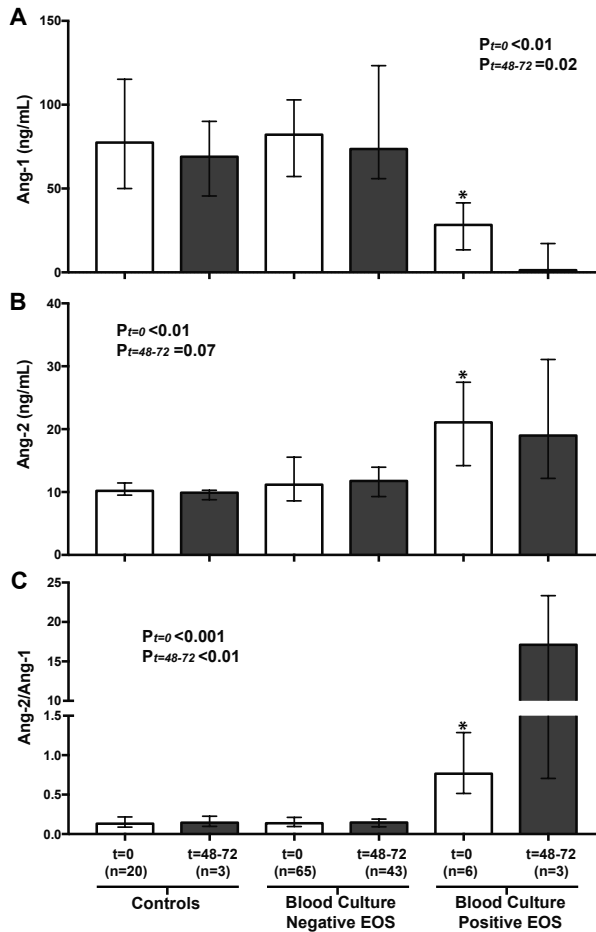 A
150
100
50
0
Ang-1 (ng/mL)
Pt=0 <0.01
Pt=48-72 =0.02
*
B
40
30
20
10
0
Ang-2 (ng/mL)
Pt=0 <0.01
Pt=48-72 =0.07
*
C
25
20
15
10
1.5
1.0
0.5
0.0
Ang-2/Ang-1
Pt=0 <0.001
Pt=48-72 <0.01
*
t=0 t=48-72 t=0 t=48-72 t=0 t=48-72
(n=20) (n=3) (n=65) (n=43) (n=6) (n=3)
Controls Blood Culture Blood Culture
Negative EOS Positive EOS